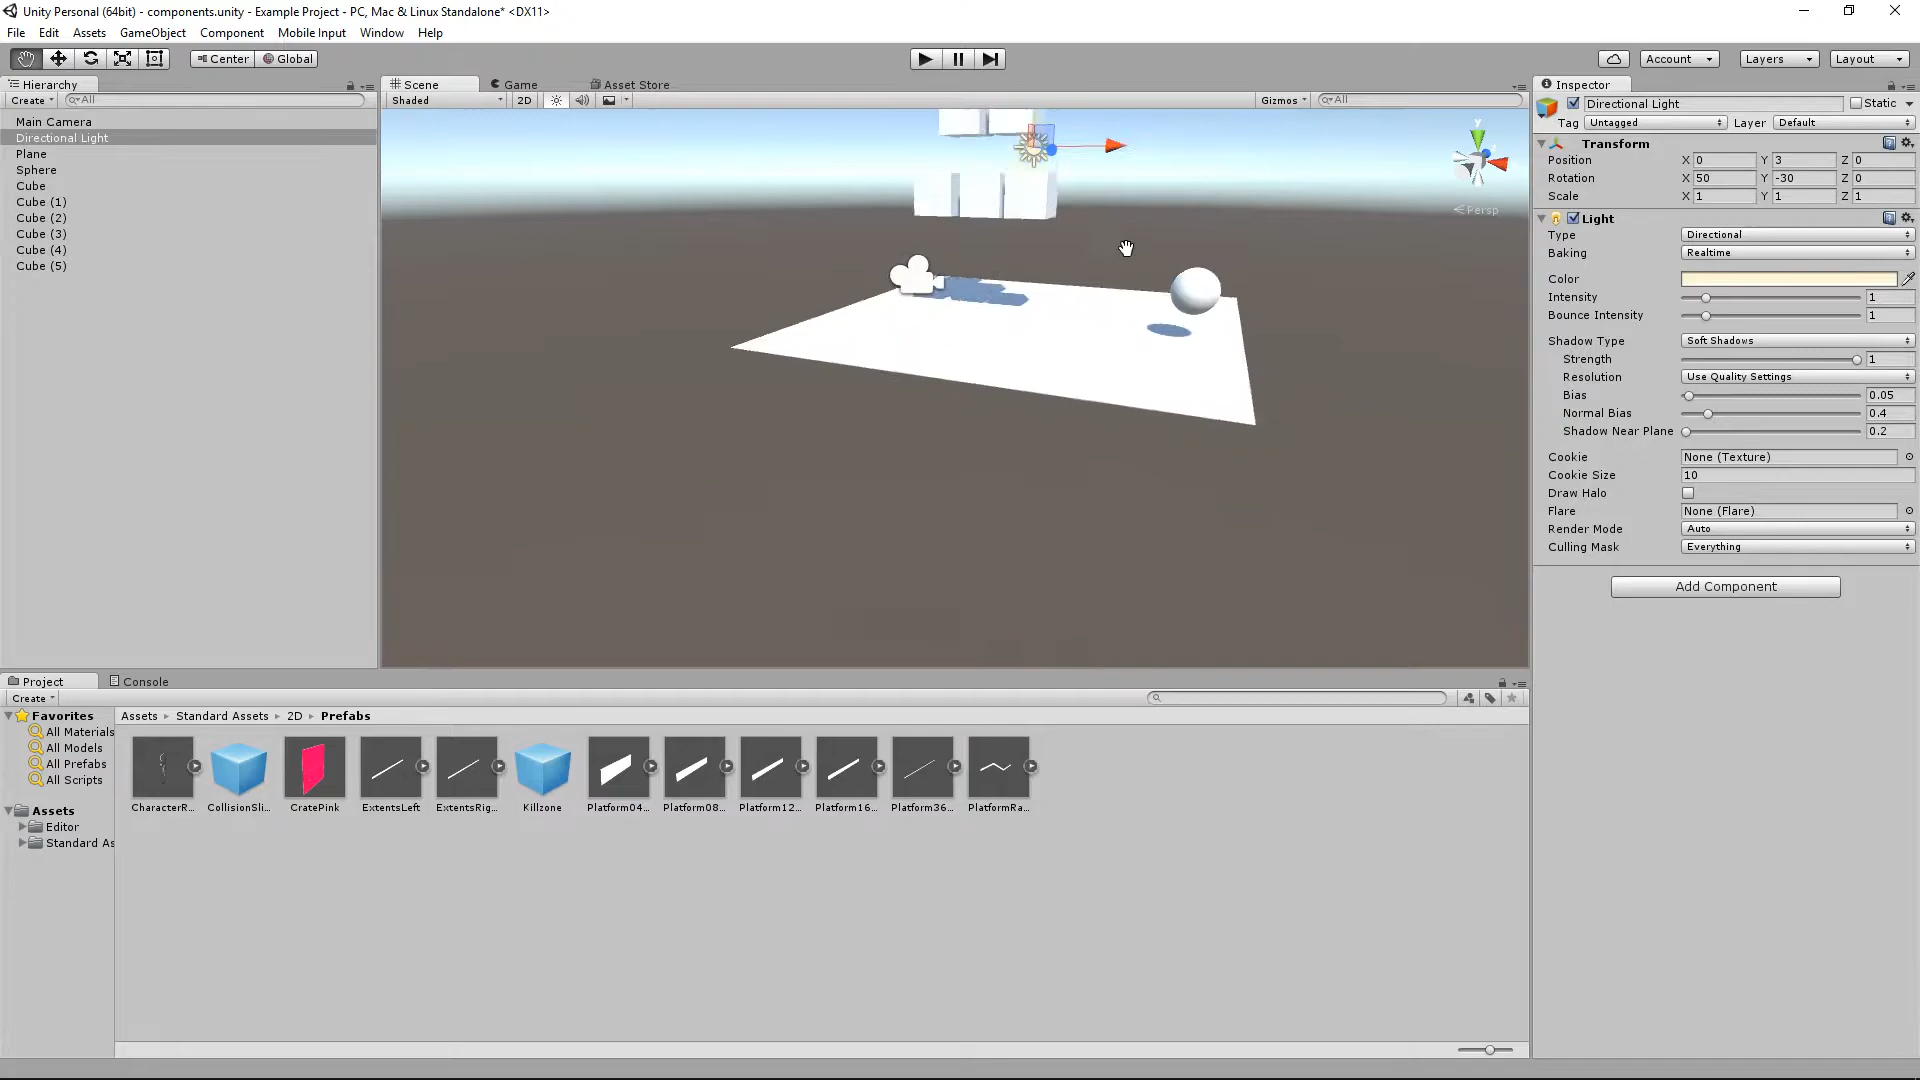 Unity Personal (64bit) - components.unity - Example Project - PC, Mac & Linux Standalone* <DX11>
File Edit Assets GameObject Component Mobile Input Window Help
Center Global Account Layers Layout
Hierarchy
Create All
Main Camera
Directional Light
Plane
Sphere
Cube
Cube (1)
Cube (2)
Cube (3)
Cube (4)
Cube (5)
Scene Game Asset Store
Shaded 2D Gizmos All
y
Persp
Inspector
Directional Light Static
Tag Untagged Layer Default
Transform
Position X 0 Y 3 Z 0
Rotation X 50 Y -30 Z 0
Scale X 1 Y 1 Z 1
Light
Type Directional
Baking Realtime
Color
Intensity 1
Bounce Intensity 1
Shadow Type Soft Shadows
Strength 1
Resolution Use Quality Settings
Bias 0.05
Normal Bias 0.4
Shadow Near Plane 0.2
Cookie None (Texture)
Cookie Size 10
Draw Halo
Flare None (Flare)
Render Mode Auto
Culling Mask Everything
Add Component
Project Console
Create
Favorites
All Materials
All Models
All Prefabs
All Scripts
Assets
Editor
Standard As
Assets Standard Assets 2D Prefabs
CharacterR... CollisionSli... CratePink ExtentsLeft ExtentsRig... Killzone Platform04... Platform08... Platform12... Platform16... Platform36... PlatformRa...